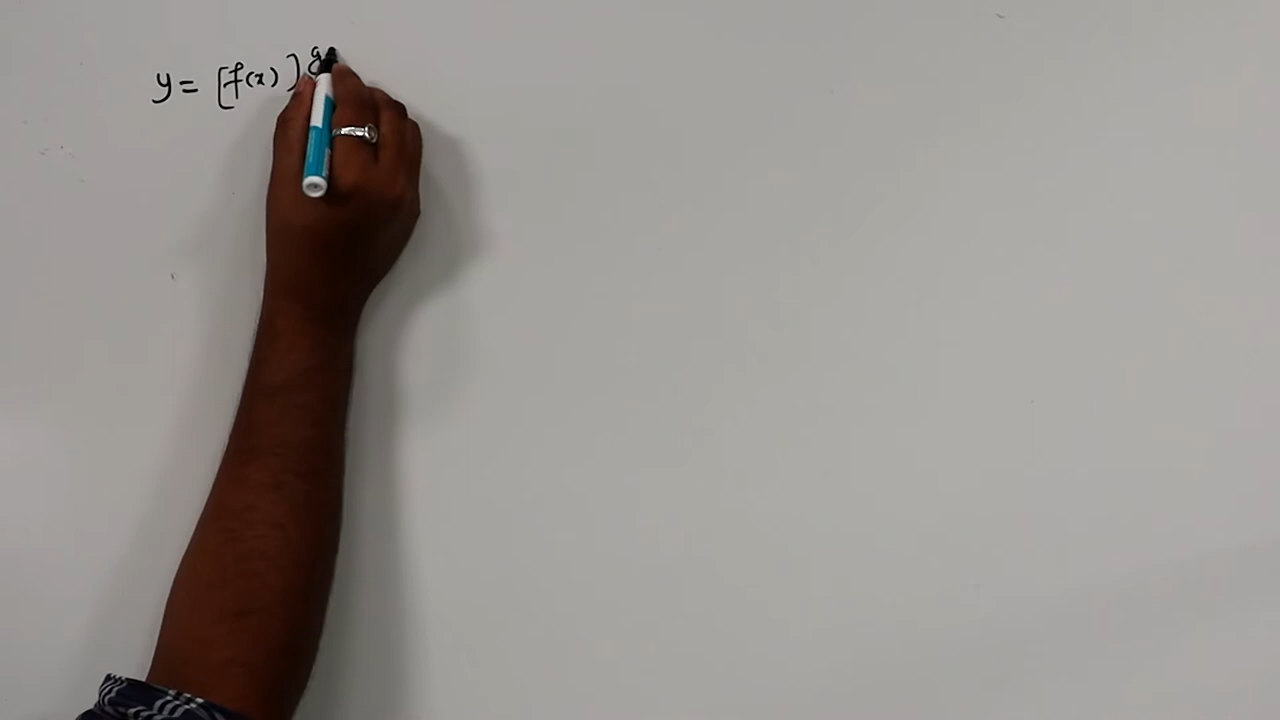 y = [f(x)]^g